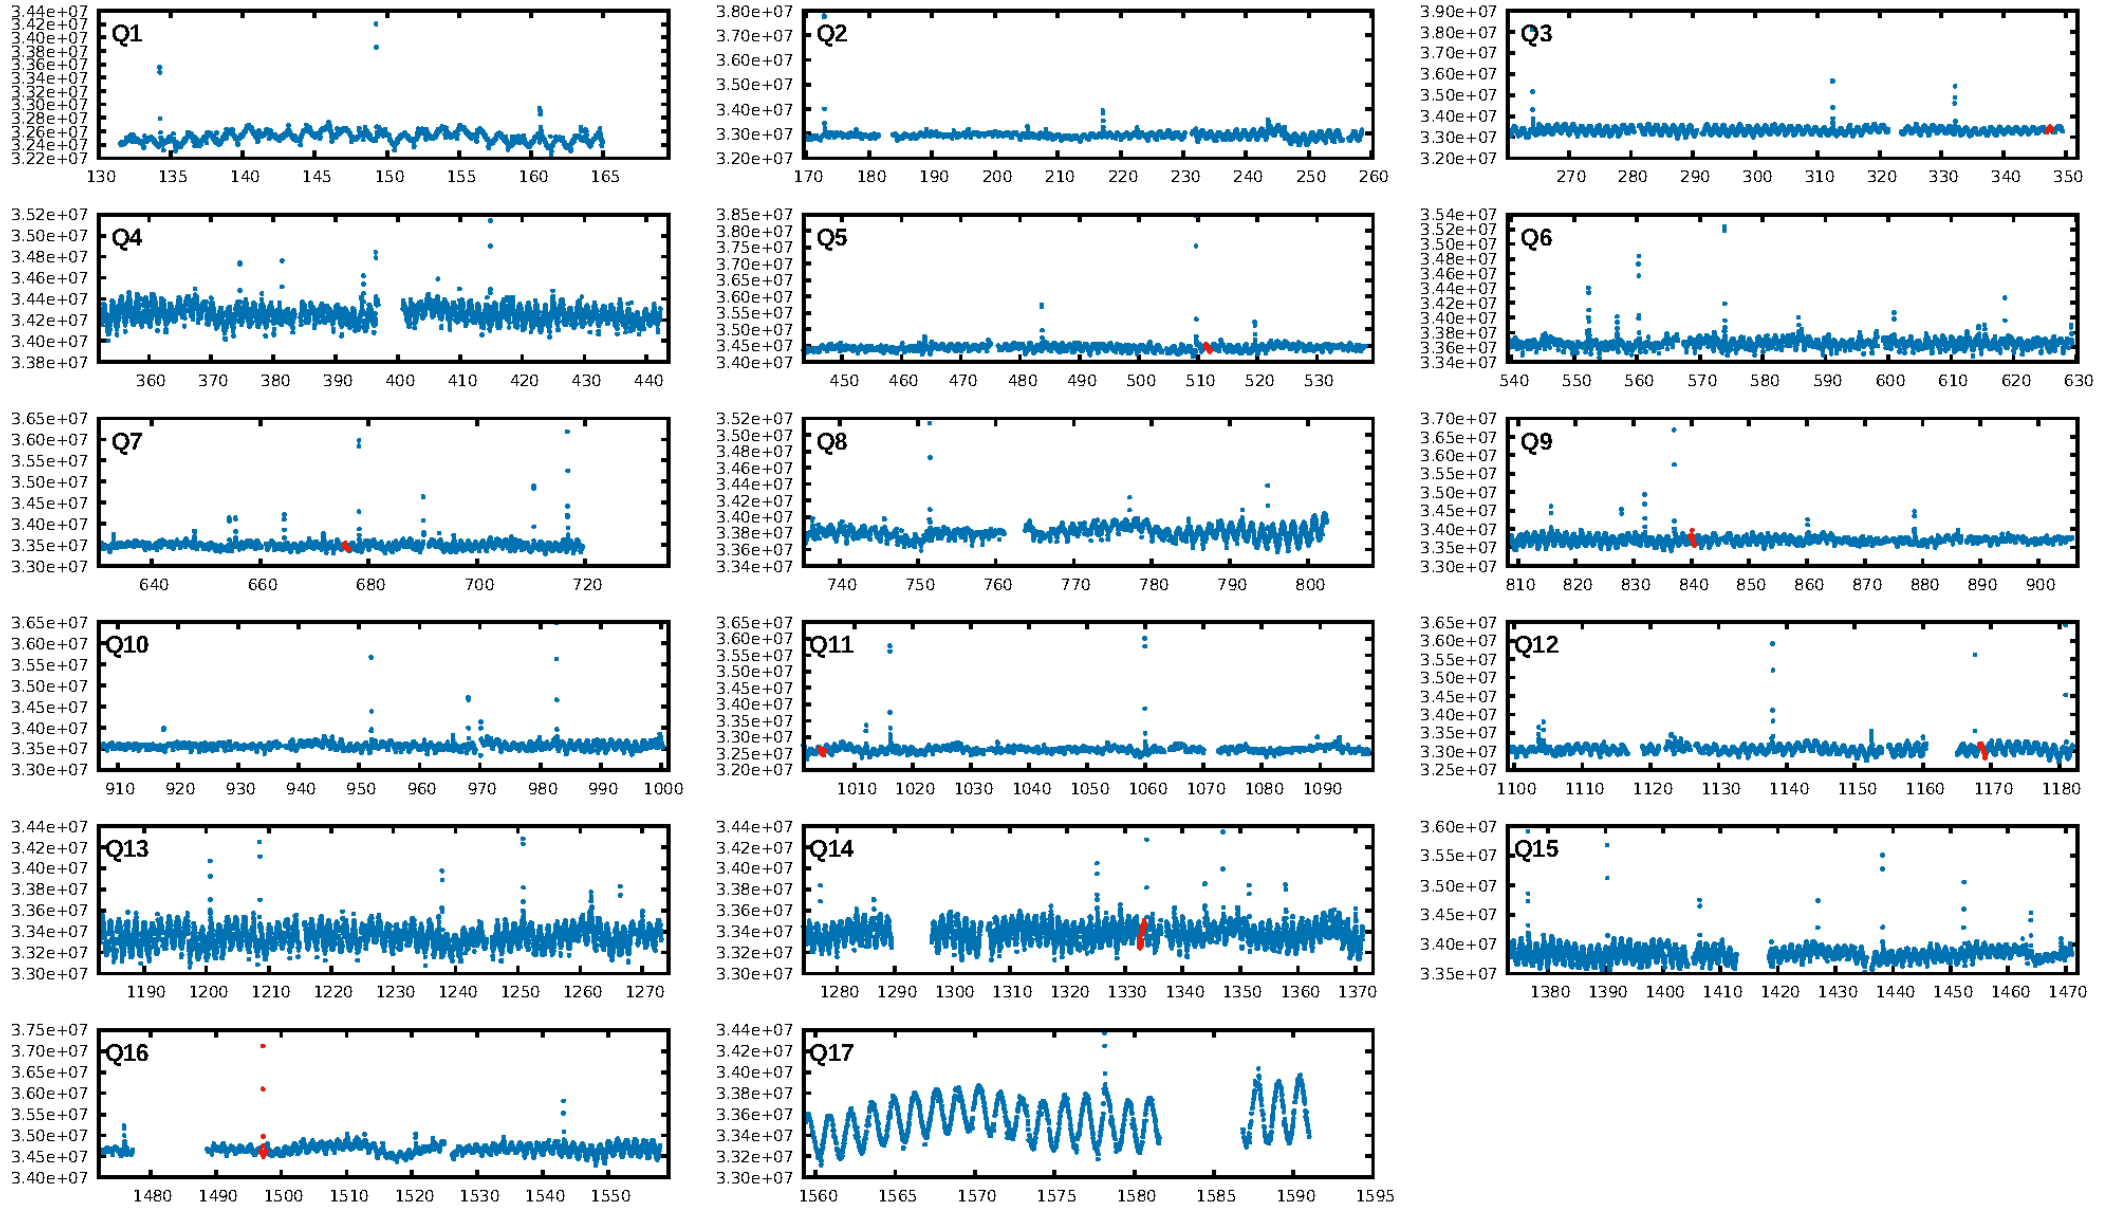 3.44e+07
3.42e+07
3.40e+07
3.38e+07
3.36e+07
3.34e+07
3.32e+07
3.30e+07
3.28e+07
3.26e+07
3.24e+07
3.22e+07
Q1
130 135 140 145 150 155 160 165
3.80e+07
3.70e+07
3.60e+07
3.50e+07
3.40e+07
3.30e+07
3.20e+07
Q2
170 180 190 200 210 220 230 240 250 260
3.90e+07
3.80e+07
3.70e+07
3.60e+07
3.50e+07
3.40e+07
3.30e+07
3.20e+07
Q3
270 280 290 300 310 320 330 340 350
3.52e+07
3.50e+07
3.48e+07
3.46e+07
3.44e+07
3.42e+07
3.40e+07
3.38e+07
Q4
360 370 380 390 400 410 420 430 440
3.85e+07
3.80e+07
3.75e+07
3.70e+07
3.65e+07
3.60e+07
3.55e+07
3.50e+07
3.45e+07
3.40e+07
Q5
450 460 470 480 490 500 510 520 530
3.54e+07
3.52e+07
3.50e+07
3.48e+07
3.46e+07
3.44e+07
3.42e+07
3.40e+07
3.38e+07
3.36e+07
3.34e+07
Q6
540 550 560 570 580 590 600 610 620 630
3.65e+07
3.60e+07
3.55e+07
3.50e+07
3.45e+07
3.40e+07
3.35e+07
3.30e+07
Q7
640 660 680 700 720
3.52e+07
3.50e+07
3.48e+07
3.46e+07
3.44e+07
3.42e+07
3.40e+07
3.38e+07
3.36e+07
3.34e+07
Q8
740 750 760 770 780 790 800
3.70e+07
3.65e+07
3.60e+07
3.55e+07
3.50e+07
3.45e+07
3.40e+07
3.35e+07
3.30e+07
Q9
810 820 830 840 850 860 870 880 890 900
3.65e+07
3.60e+07
3.55e+07
3.50e+07
3.45e+07
3.40e+07
3.35e+07
3.30e+07
Q10
910 920 930 940 950 960 970 980 990 1000
3.65e+07
3.60e+07
3.55e+07
3.50e+07
3.45e+07
3.40e+07
3.35e+07
3.30e+07
3.25e+07
3.20e+07
Q11
1010 1020 1030 1040 1050 1060 1070 1080 1090
3.65e+07
3.60e+07
3.55e+07
3.50e+07
3.45e+07
3.40e+07
3.35e+07
3.30e+07
3.25e+07
Q12
1100 1110 1120 1130 1140 1150 1160 1170 1180
3.44e+07
3.42e+07
3.40e+07
3.38e+07
3.36e+07
3.34e+07
3.32e+07
3.30e+07
Q13
1190 1200 1210 1220 1230 1240 1250 1260 1270
3.44e+07
3.42e+07
3.40e+07
3.38e+07
3.36e+07
3.34e+07
3.32e+07
3.30e+07
Q14
1280 1290 1300 1310 1320 1330 1340 1350 1360 1370
3.60e+07
3.55e+07
3.50e+07
3.45e+07
3.40e+07
3.35e+07
Q15
1380 1390 1400 1410 1420 1430 1440 1450 1460 1470
3.75e+07
3.70e+07
3.65e+07
3.60e+07
3.55e+07
3.50e+07
3.45e+07
3.40e+07
Q16
1480 1490 1500 1510 1520 1530 1540 1550
3.44e+07
3.42e+07
3.40e+07
3.38e+07
3.36e+07
3.34e+07
3.32e+07
3.30e+07
Q17
1560 1565 1570 1575 1580 1585 1590 1595